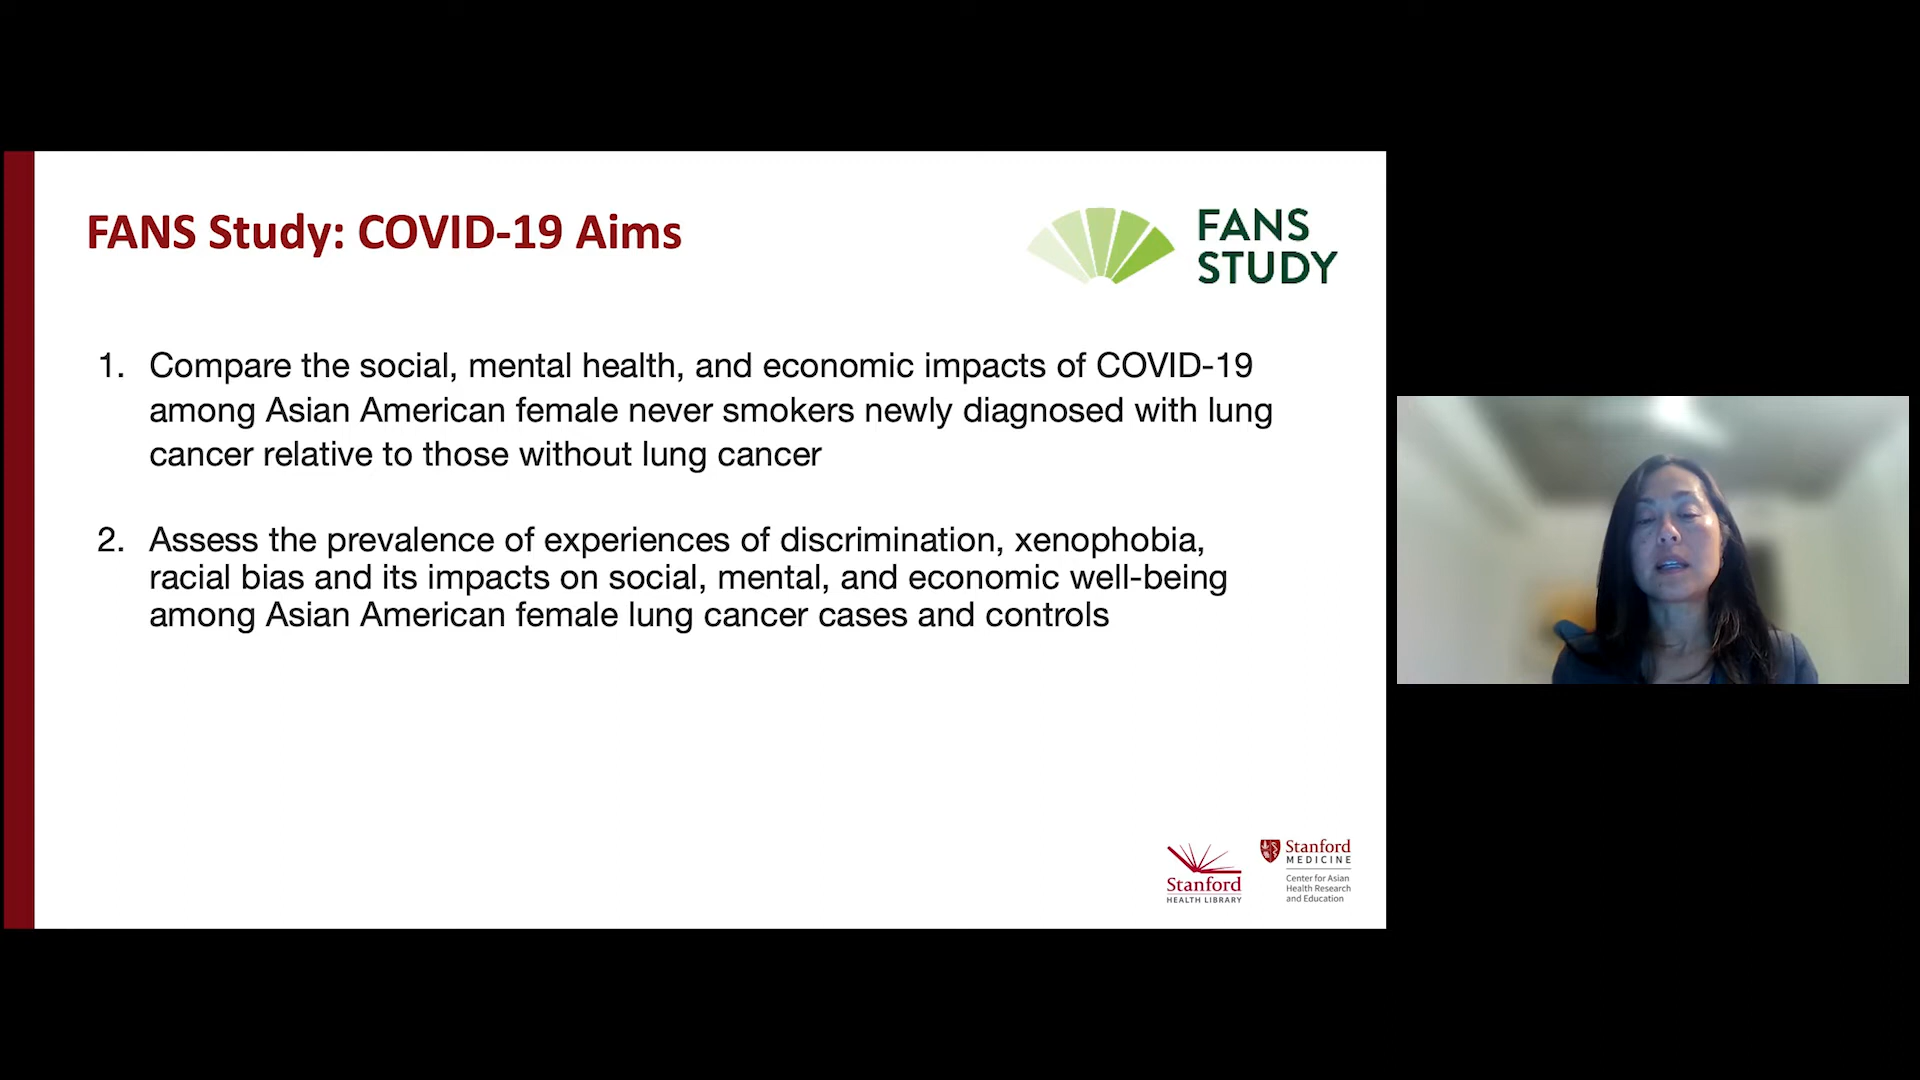 FANS Study: COVID-19 Aims
FANS
STUDY
1. Compare the social, mental health, and economic impacts of COVID-19
among Asian American female never smokers newly diagnosed with lung
cancer relative to those without lung cancer
2. Assess the prevalence of experiences of discrimination, xenophobia,
racial bias and its impacts on social, mental, and economic well-being
among Asian American female lung cancer cases and controls
Stanford
HEALTH LIBRARY
Stanford
MEDICINE
Center for Asian
Health Research
and Education